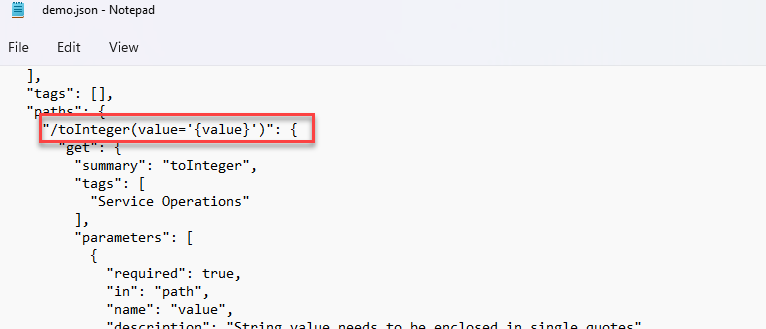 demo.json - Notepad
File Edit View
],
"tags": [],
"paths": {
"/toInteger(value='{value}')": {
"get": {
"summary": "toInteger",
"tags": [
"Service Operations"
],
"parameters": [
{
"required": true,
"in": "path",
"name": "value",
"description": "String value needs to be enclosed in single quotes"